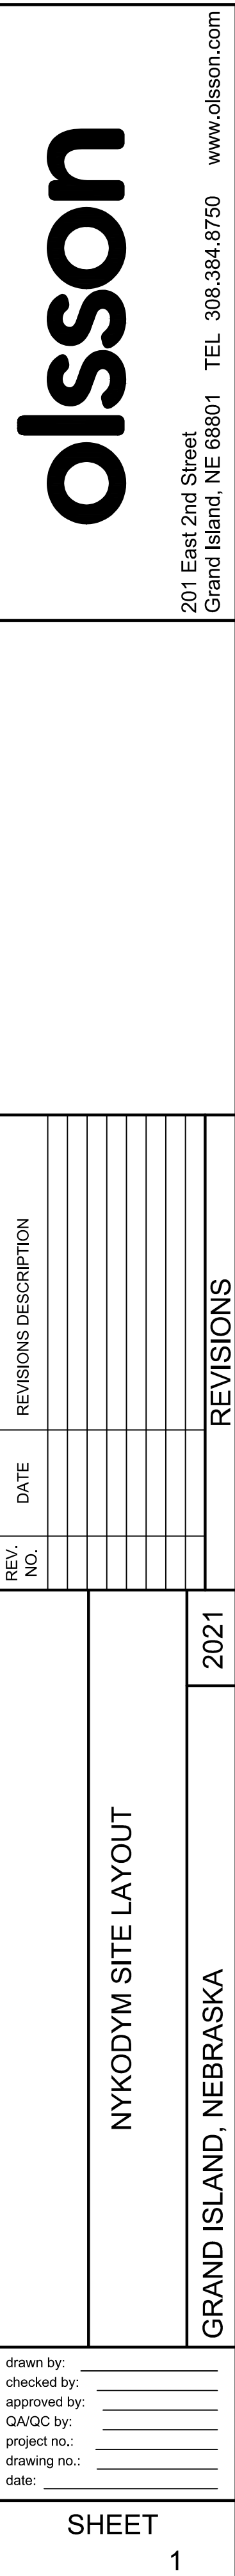 olsson
201 East 2nd Street
Grand Island, NE 68801 TEL 308.384.8750 www.olsson.com
REV.
NO.
DATE
REVISIONS DESCRIPTION
REVISIONS
NYKODYM SITE LAYOUT
GRAND ISLAND, NEBRASKA
2021
drawn by:
checked by:
approved by:
QA/QC by:
project no.:
drawing no.:
date:
SHEET
1